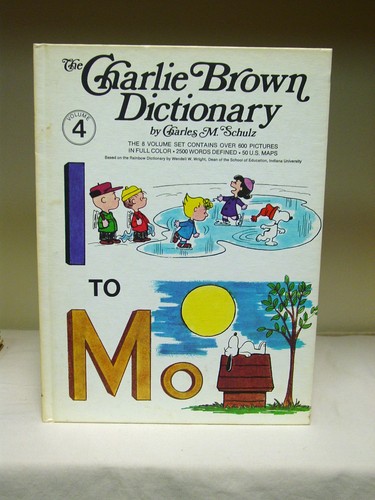 The Charlie Brown
Dictionary
VOLUME
4
by Charles M. Schulz
THE 8 VOLUME SET CONTAINS OVER 600 PICTURES
IN FULL COLOR • 2500 WORDS DEFINED • 50 U.S. MAPS
Based on the Rainbow Dictionary by Wendell W. Wright, Dean of the School of Education, Indiana University
I
TO
Mo